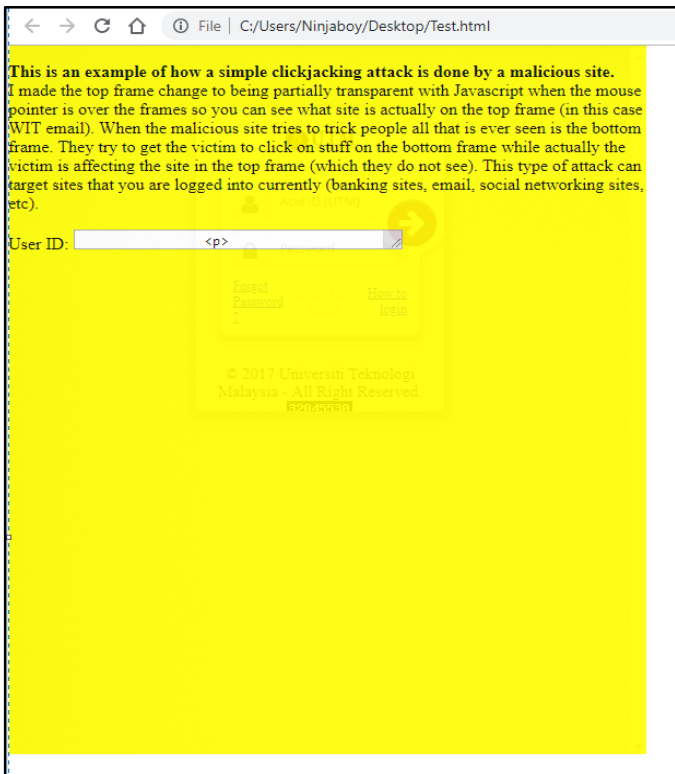 File | C:/Users/Ninjaboy/Desktop/Test.html
This is an example of how a simple clickjacking attack is done by a malicious site.
I made the top frame change to being partially transparent with Javascript when the mouse
pointer is over the frames so you can see what site is actually on the top frame (in this case
WIT email). When the malicious site tries to trick people all that is ever seen is the bottom
frame. They try to get the victim to click on stuff on the bottom frame while actually the
victim is affecting the site in the top frame (which they do not see). This type of attack can
target sites that you are logged into currently (banking sites, email, social networking sites,
etc).
Acid ID (UTM)
User ID: <p>
Forgot
Password
?
How to
login
© 2017 Universiti Teknologi
Malaysia - All Right Reserved.